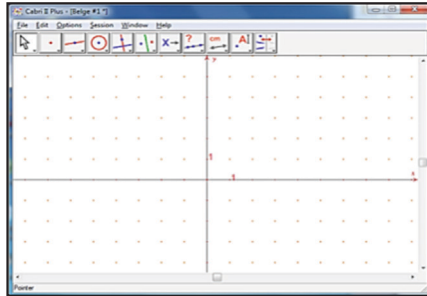 Cabri II Plus - [Belge #1 *]
File Edit Options Session Window Help
? cm A
y
1
1
x
Pointer